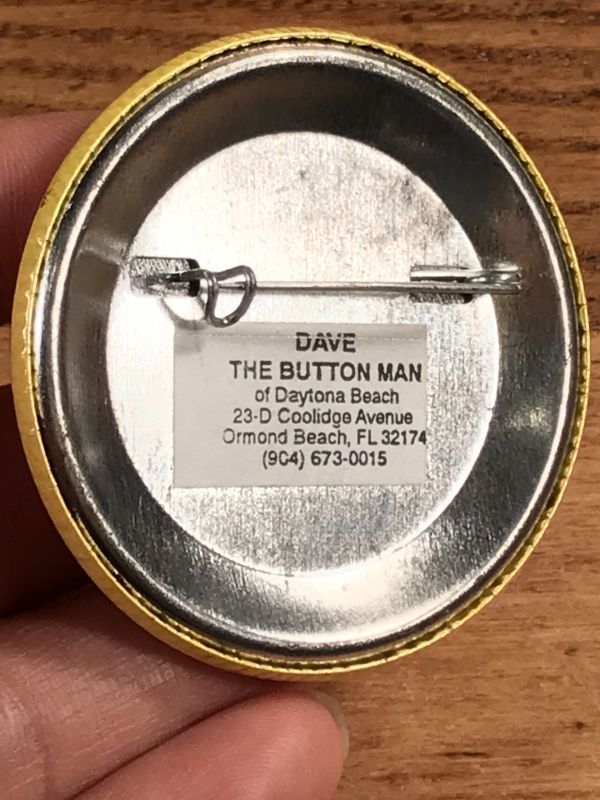 DAVE
THE BUTTON MAN
of Daytona Beach
23-D Coolidge Avenue
Ormond Beach, FL 32174
(904) 673-0015